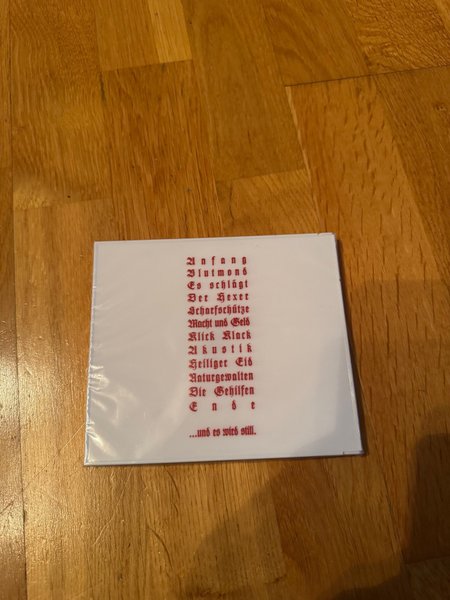 Anfang
Blutmond
Es schlägt
Der Hexer
Scharfschütze
Macht und Geld
Klick Klack
Akustik
Heiliger Eid
Naturgewalten
Die Gehilfen
Ende
...und es wird still.